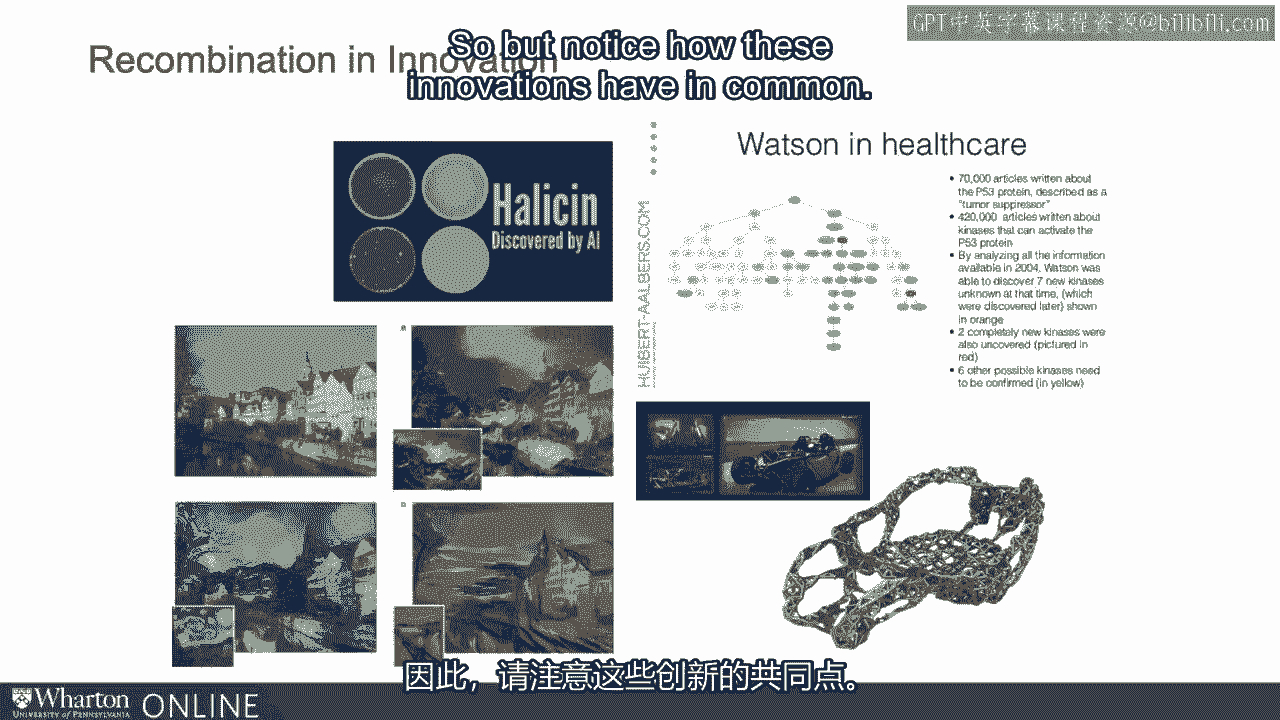 GPT中英字幕课程资源@bilibili.com
Recombination in Innovation
So but notice how these
innovations have in common.
Halicin
Discovered by AI
HUIBERT-AALBERS.COM
Watson in healthcare
• 70,000 articles written about
the P53 protein, described as a
"tumor suppressor"
• 420,000 articles written about
kinases that can activate the
P53 protein
• By analyzing all the information
available in 2004, Watson was
able to discover 7 new kinases
unknown at that time, (which
were discovered later) shown
in orange
• 2 completely new kinases were
also uncovered (pictured in
red)
• 6 other possible kinases need
to be confirmed (in yellow)
因此，请注意这些创新的共同点。
Wharton
UNIVERSITY of PENNSYLVANIA
ONLINE